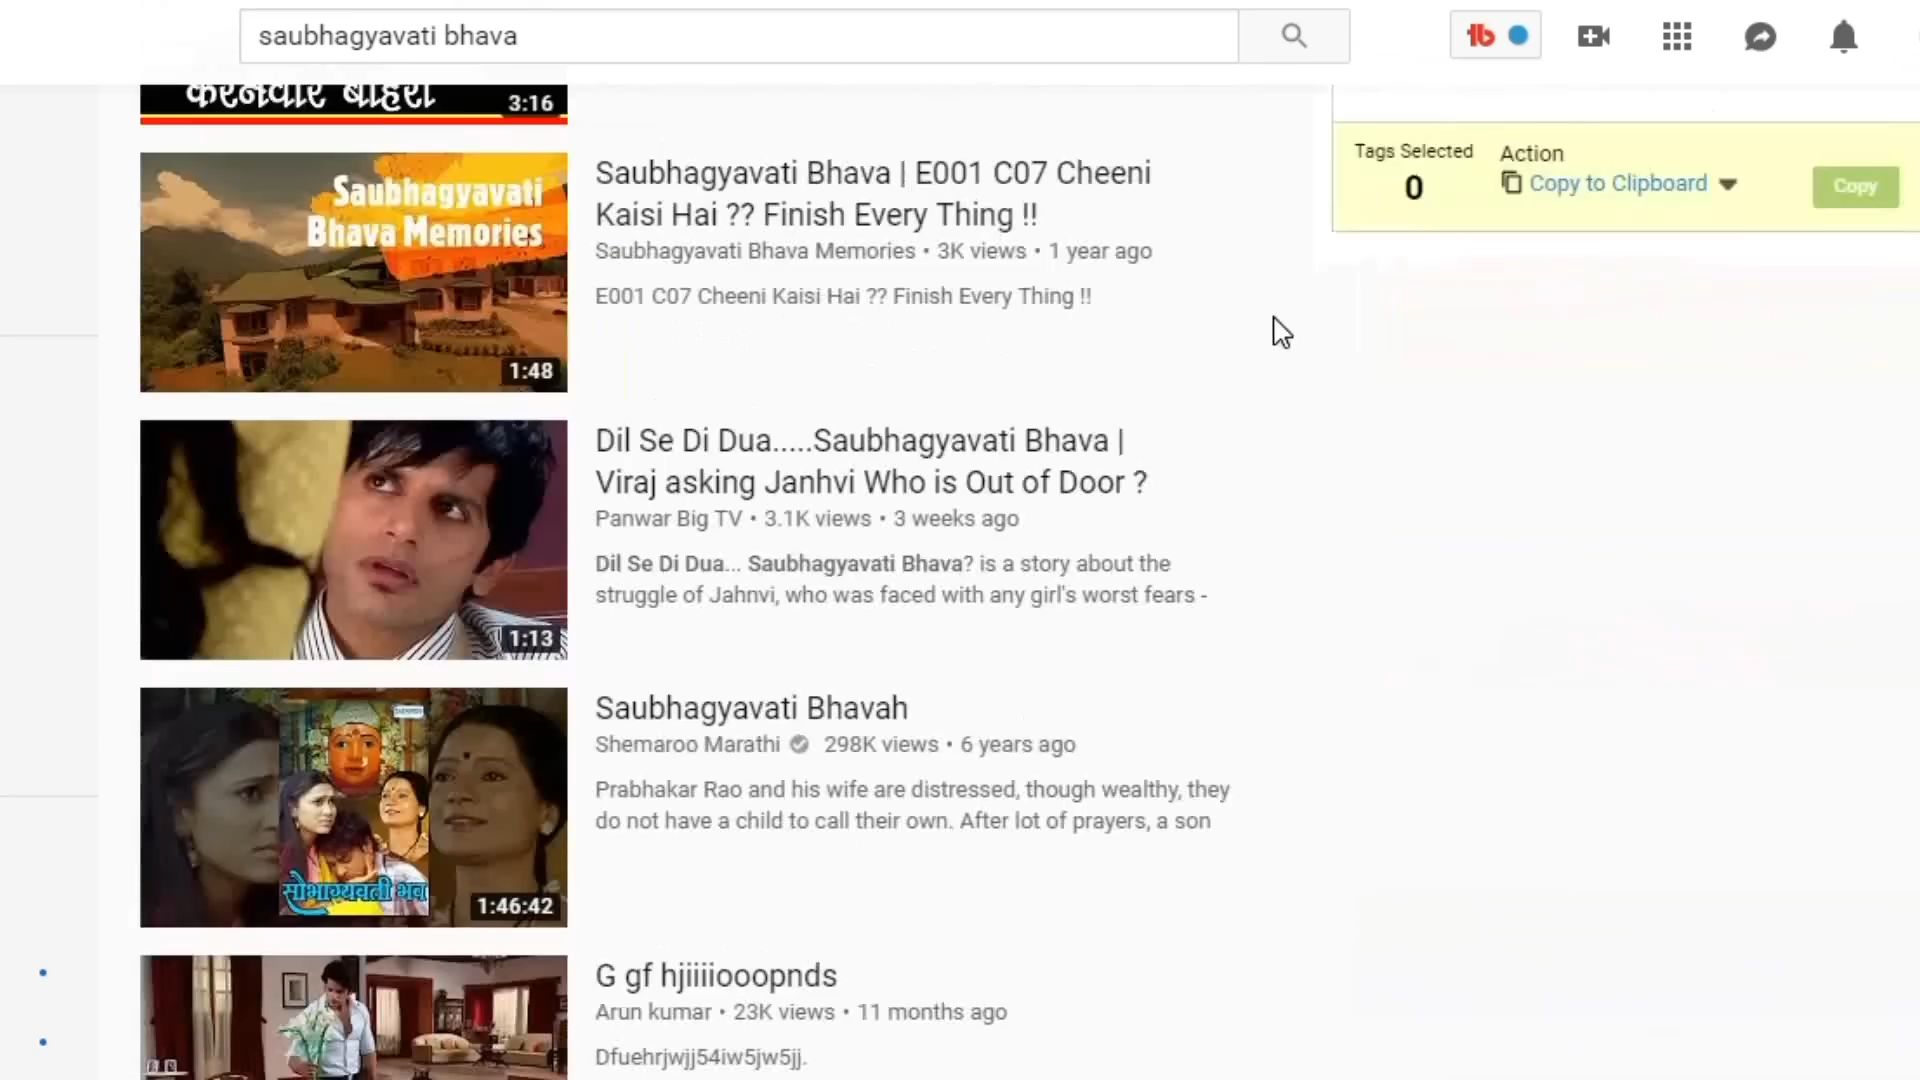 saubhagyavati bhava
करनवीर बोहरा
3:16
Tags Selected
0
Action
Copy to Clipboard
Copy
Saubhagyavati
Bhava Memories
1:48
Saubhagyavati Bhava | E001 C07 Cheeni
Kaisi Hai ?? Finish Every Thing !!
Saubhagyavati Bhava Memories • 3K views • 1 year ago
E001 C07 Cheeni Kaisi Hai ?? Finish Every Thing !!
1:13
Dil Se Di Dua.....Saubhagyavati Bhava |
Viraj asking Janhvi Who is Out of Door ?
Panwar Big TV • 3.1K views • 3 weeks ago
Dil Se Di Dua... Saubhagyavati Bhava? is a story about the
struggle of Jahnvi, who was faced with any girl's worst fears -
सौभाग्यवती भव
1:46:42
Saubhagyavati Bhavah
Shemaroo Marathi 298K views • 6 years ago
Prabhakar Rao and his wife are distressed, though wealthy, they
do not have a child to call their own. After lot of prayers, a son
G gf hjiiiiooopnds
Arun kumar • 23K views • 11 months ago
Dfuehrjwjj54iw5jw5jj.